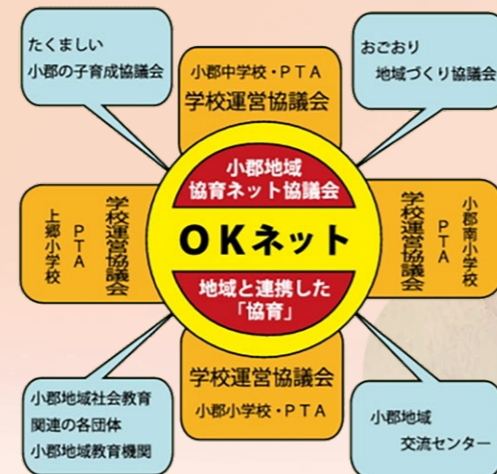 たくましい
小郡の子育成協議会
小郡中学校・ＰＴＡ
学校運営協議会
おごおり
地域づくり協議会
小郡地域
協育ネット協議会
ＯＫネット
地域と連携した
「協育」
学校運営協議会
ＰＴＡ
上郷小学校
小郡南小学校
ＰＴＡ
学校運営協議会
学校運営協議会
小郡小学校・ＰＴＡ
小郡地域社会教育
関連の各団体
小郡地域教育機関
小郡地域
交流センター